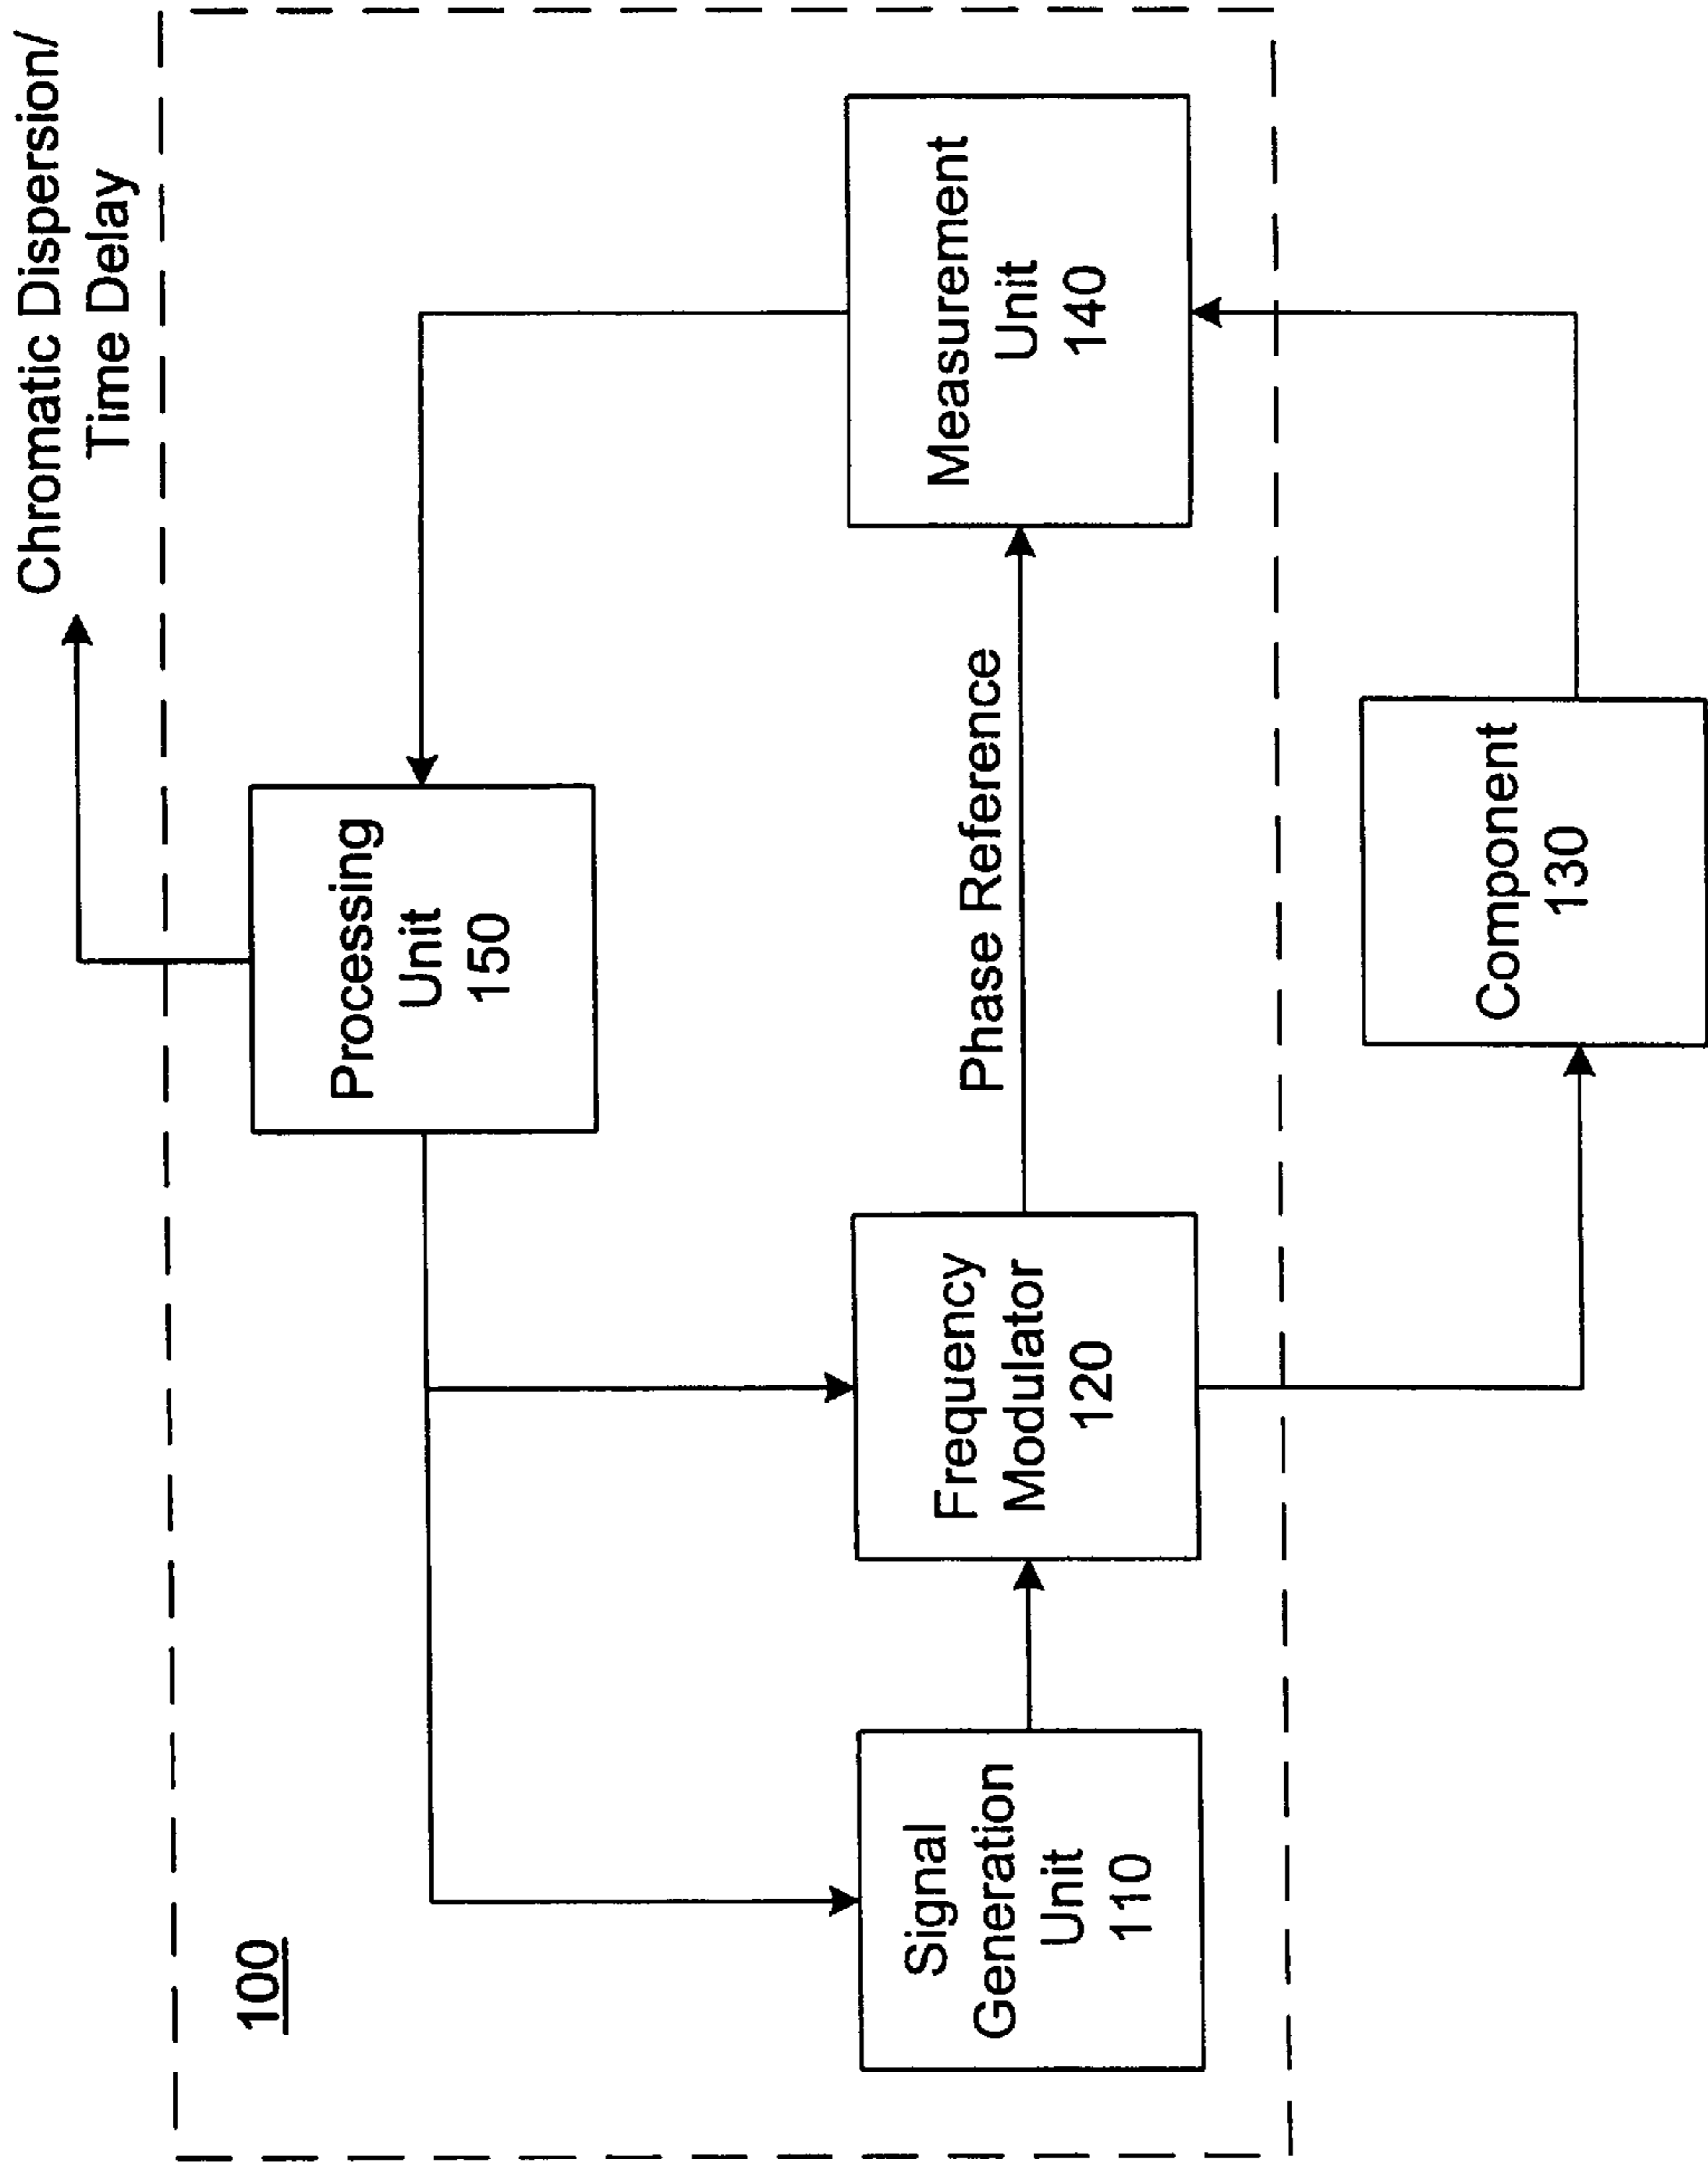 Chromatic Dispersion/
Time Delay
100
Processing
Unit
150
Phase Reference
Signal
Generation
Unit
110
Frequency
Modulator
120
Measurement
Unit
140
Component
130